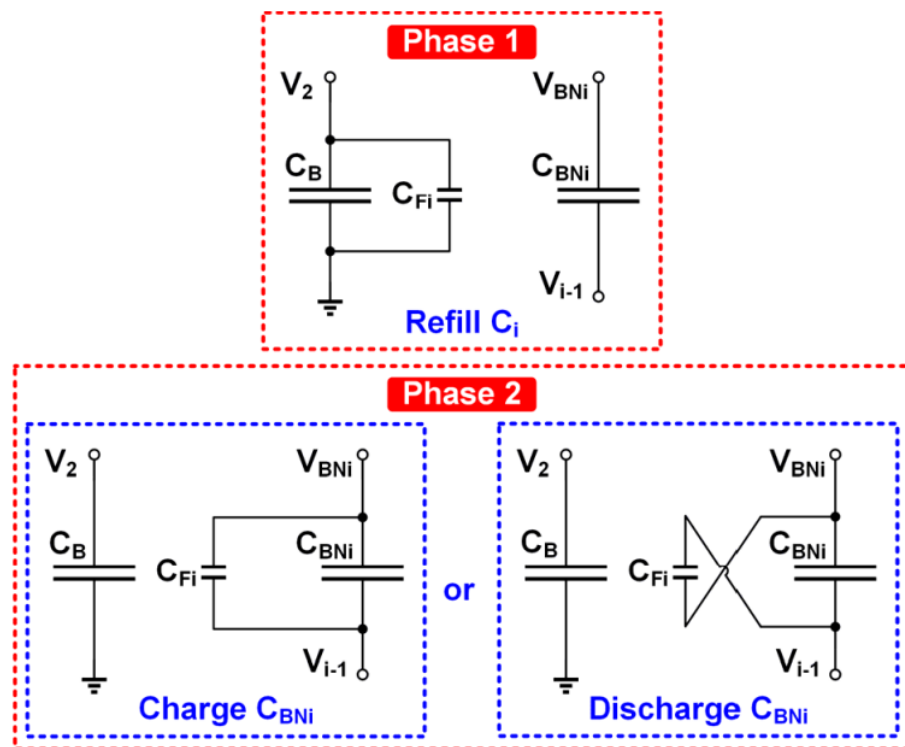 Phase 1
V2 VBNi
CB CFi CBNi
Vi-1
Refill Ci
Phase 2
V2 VBNi V2 VBNi
CB CFi CBNi or CB CFi CBNi
Vi-1 Vi-1
Charge CBNi Discharge CBNi